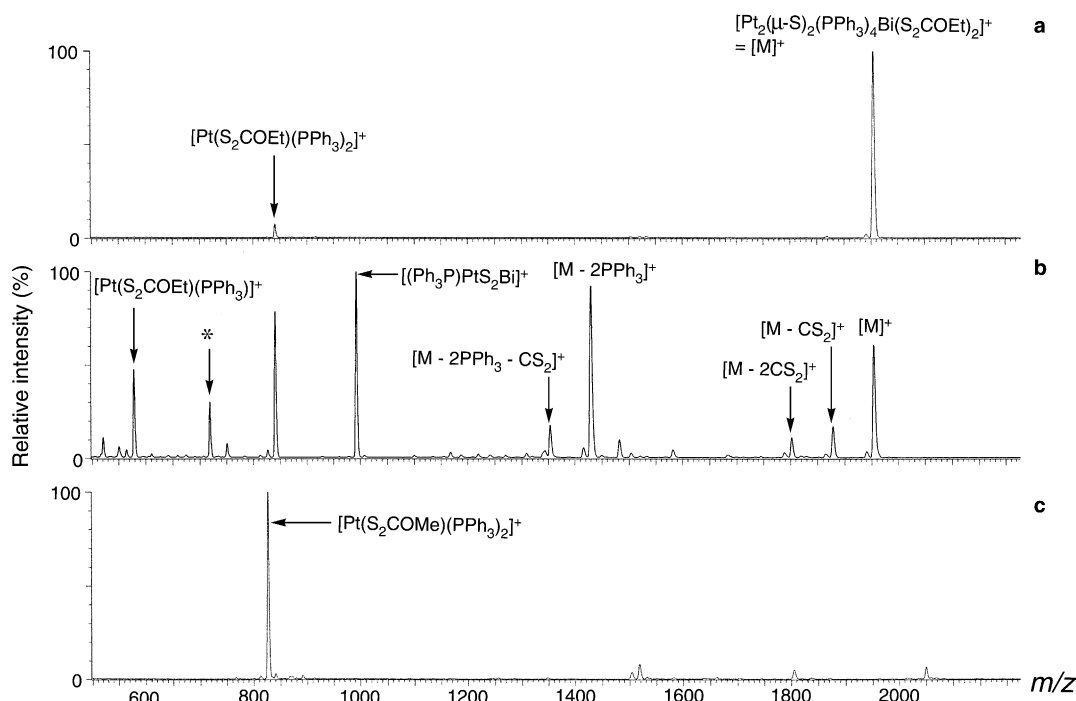 [Pt₂(μ-S)₂(PPh₃)₄Bi(S₂COEt)₂]⁺
= [M]⁺
a
100
[Pt(S₂COEt)(PPh₃)₂]⁺
0
Relative intensity (%)
b
100
[Pt(S₂COEt)(PPh₃)]⁺
[(Ph₃P)PtS₂Bi]⁺
[M - 2PPh₃]⁺
*
[M - CS₂]⁺
[M]⁺
[M - 2PPh₃ - CS₂]⁺
[M - 2CS₂]⁺
0
c
100
[Pt(S₂COMe)(PPh₃)₂]⁺
0
600 800 1000 1200 1400 1600 1800 2000 m/z